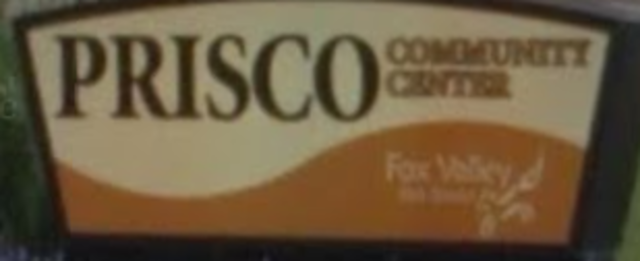 PRISCO
COMMUNITY
CENTER
Fox Valley